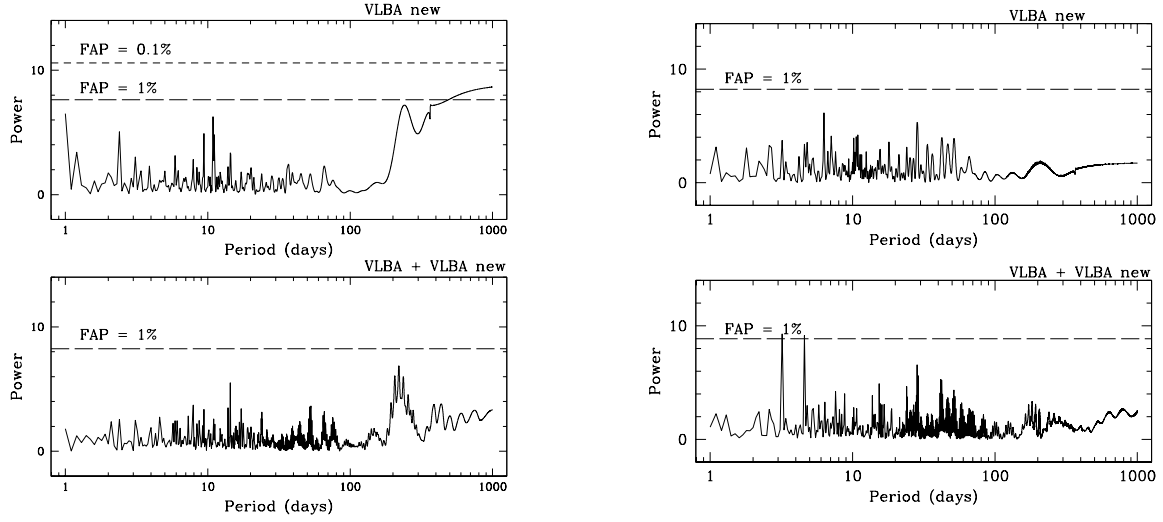 VLBA new
FAP = 0.1%
10
FAP = 1%
0
Power
1 10 100 1000
Period (days)
VLBA + VLBA new
FAP = 1%
10
0
Power
1 10 100 1000
Period (days)
VLBA new
10
FAP = 1%
0
Power
1 10 100 1000
Period (days)
VLBA + VLBA new
10
FAP = 1%
0
Power
1 10 100 1000
Period (days)